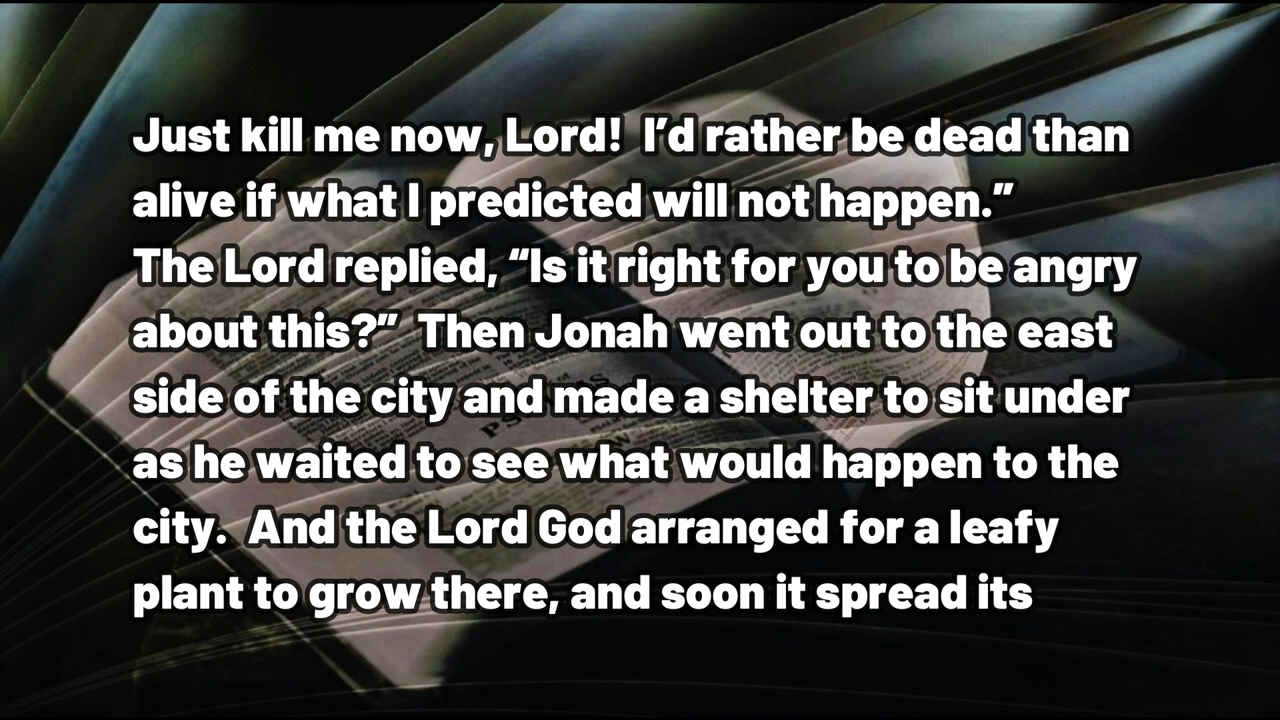 Just kill me now, Lord!  I’d rather be dead than
alive if what I predicted will not happen.”
The Lord replied, “Is it right for you to be angry
about this?”  Then Jonah went out to the east
side of the city and made a shelter to sit under
as he waited to see what would happen to the
city.  And the Lord God arranged for a leafy
plant to grow there, and soon it spread its